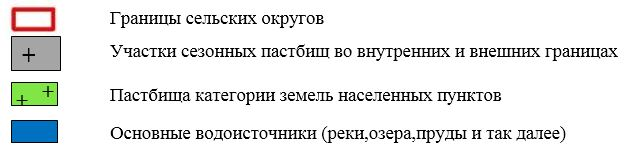 Границы сельских округов
Участки сезонных пастбищ во внутренних и внешних границах
Пастбища категории земель населенных пунктов
Основные водоисточники (реки,озера,пруды и так далее)